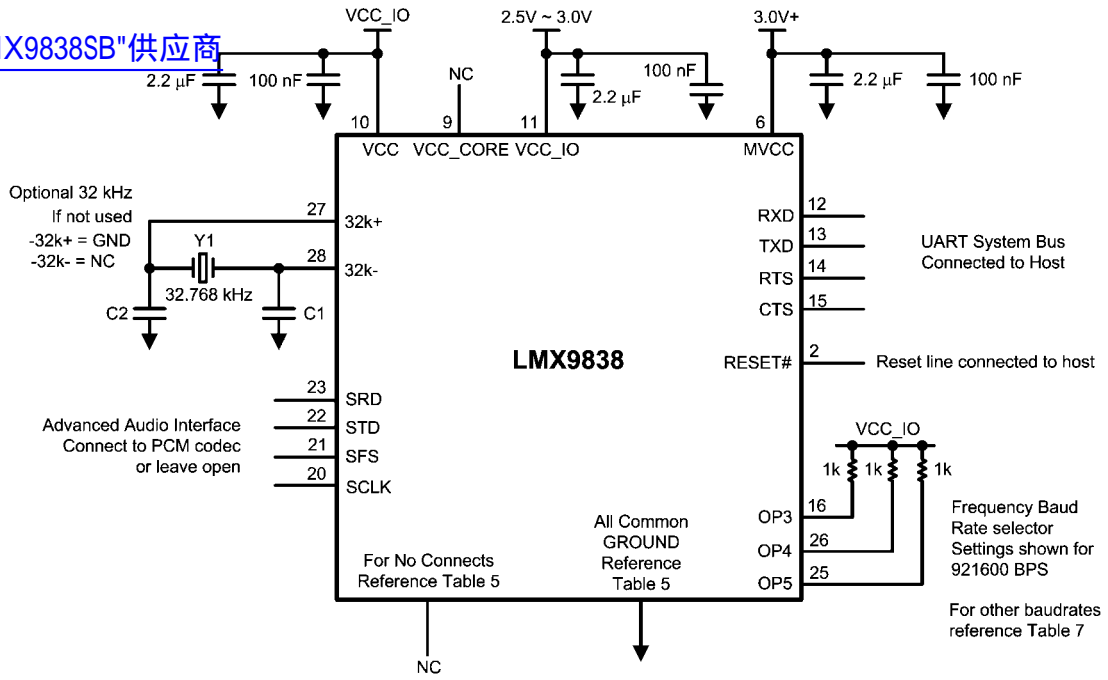 VCC_IO
2.5V ~ 3.0V
3.0V+
X9838SB"供应商
2.2 µF
100 nF
NC
2.2 µF
100 nF
2.2 µF
100 nF
10
9
11
6
VCC
VCC_CORE
VCC_IO
MVCC
Optional 32 kHz
If not used
-32k+ = GND
-32k- = NC
27
32k+
28
32k-
Y1
32.768 kHz
C2
C1
RXD
12
TXD
13
RTS
14
CTS
15
UART System Bus
Connected to Host
LMX9838
RESET#
2
Reset line connected to host
Advanced Audio Interface
Connect to PCM codec
or leave open
23
SRD
22
STD
21
SFS
20
SCLK
VCC_IO
1k
1k
1k
OP3
16
OP4
26
OP5
25
Frequency Baud
Rate selector
Settings shown for
921600 BPS
For other baudrates
reference Table 7
For No Connects
Reference Table 5
All Common
GROUND
Reference
Table 5
NC